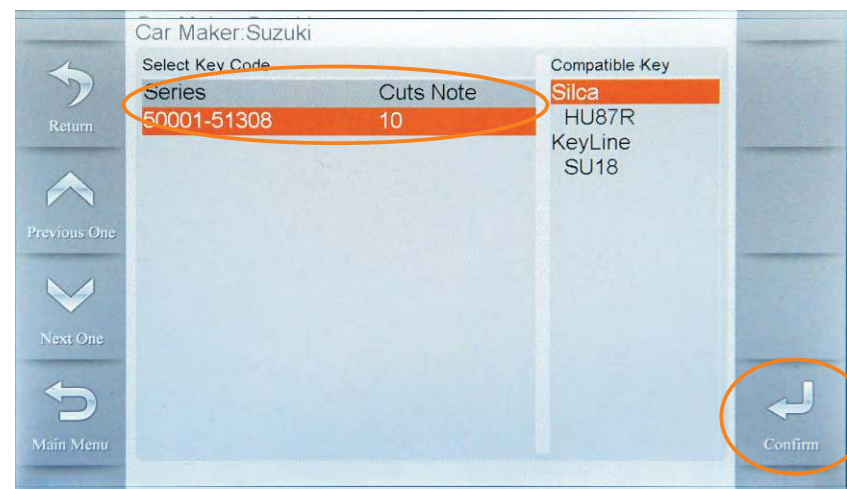 Car Maker:Suzuki
Select Key Code
Compatible Key
Series Cuts Note
Silca
50001-51308 10
HU87R
KeyLine
SU18
Return
Previous One
Next One
Main Menu
Confirm